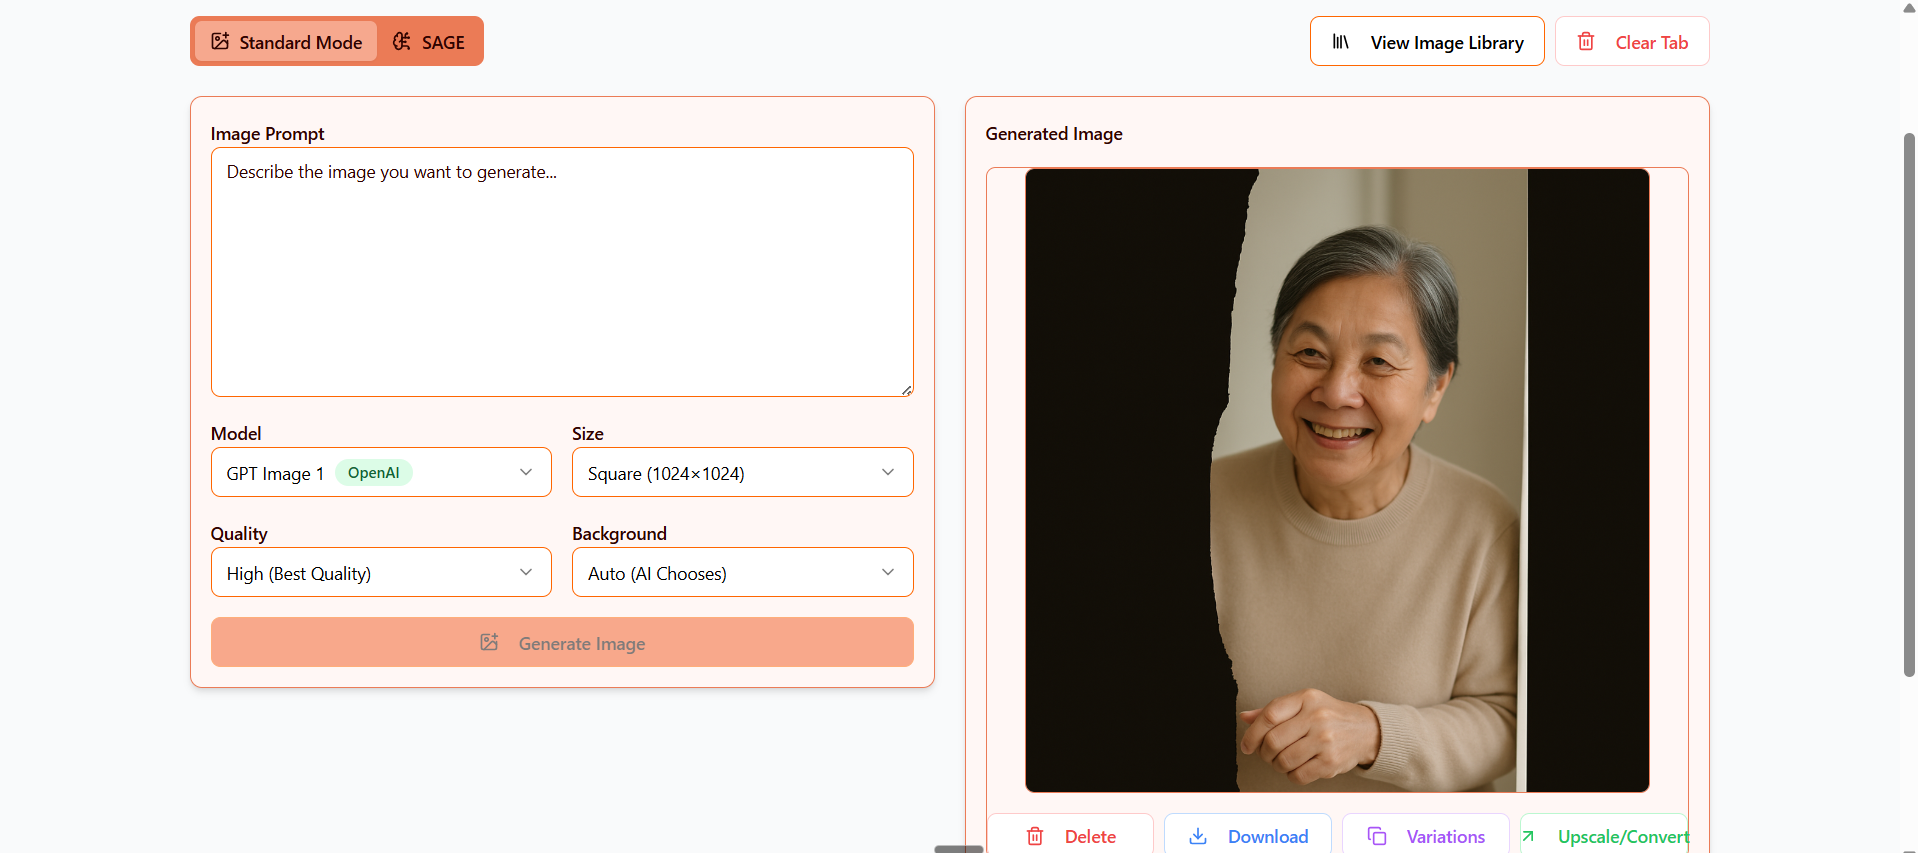 Standard Mode
SAGE
View Image Library
Clear Tab
Image Prompt
Describe the image you want to generate...
Model
Size
GPT Image 1 OpenAI
Square (1024×1024)
Quality
Background
High (Best Quality)
Auto (AI Chooses)
Generate Image
Generated Image
Delete
Download
Variations
Upscale/Convert